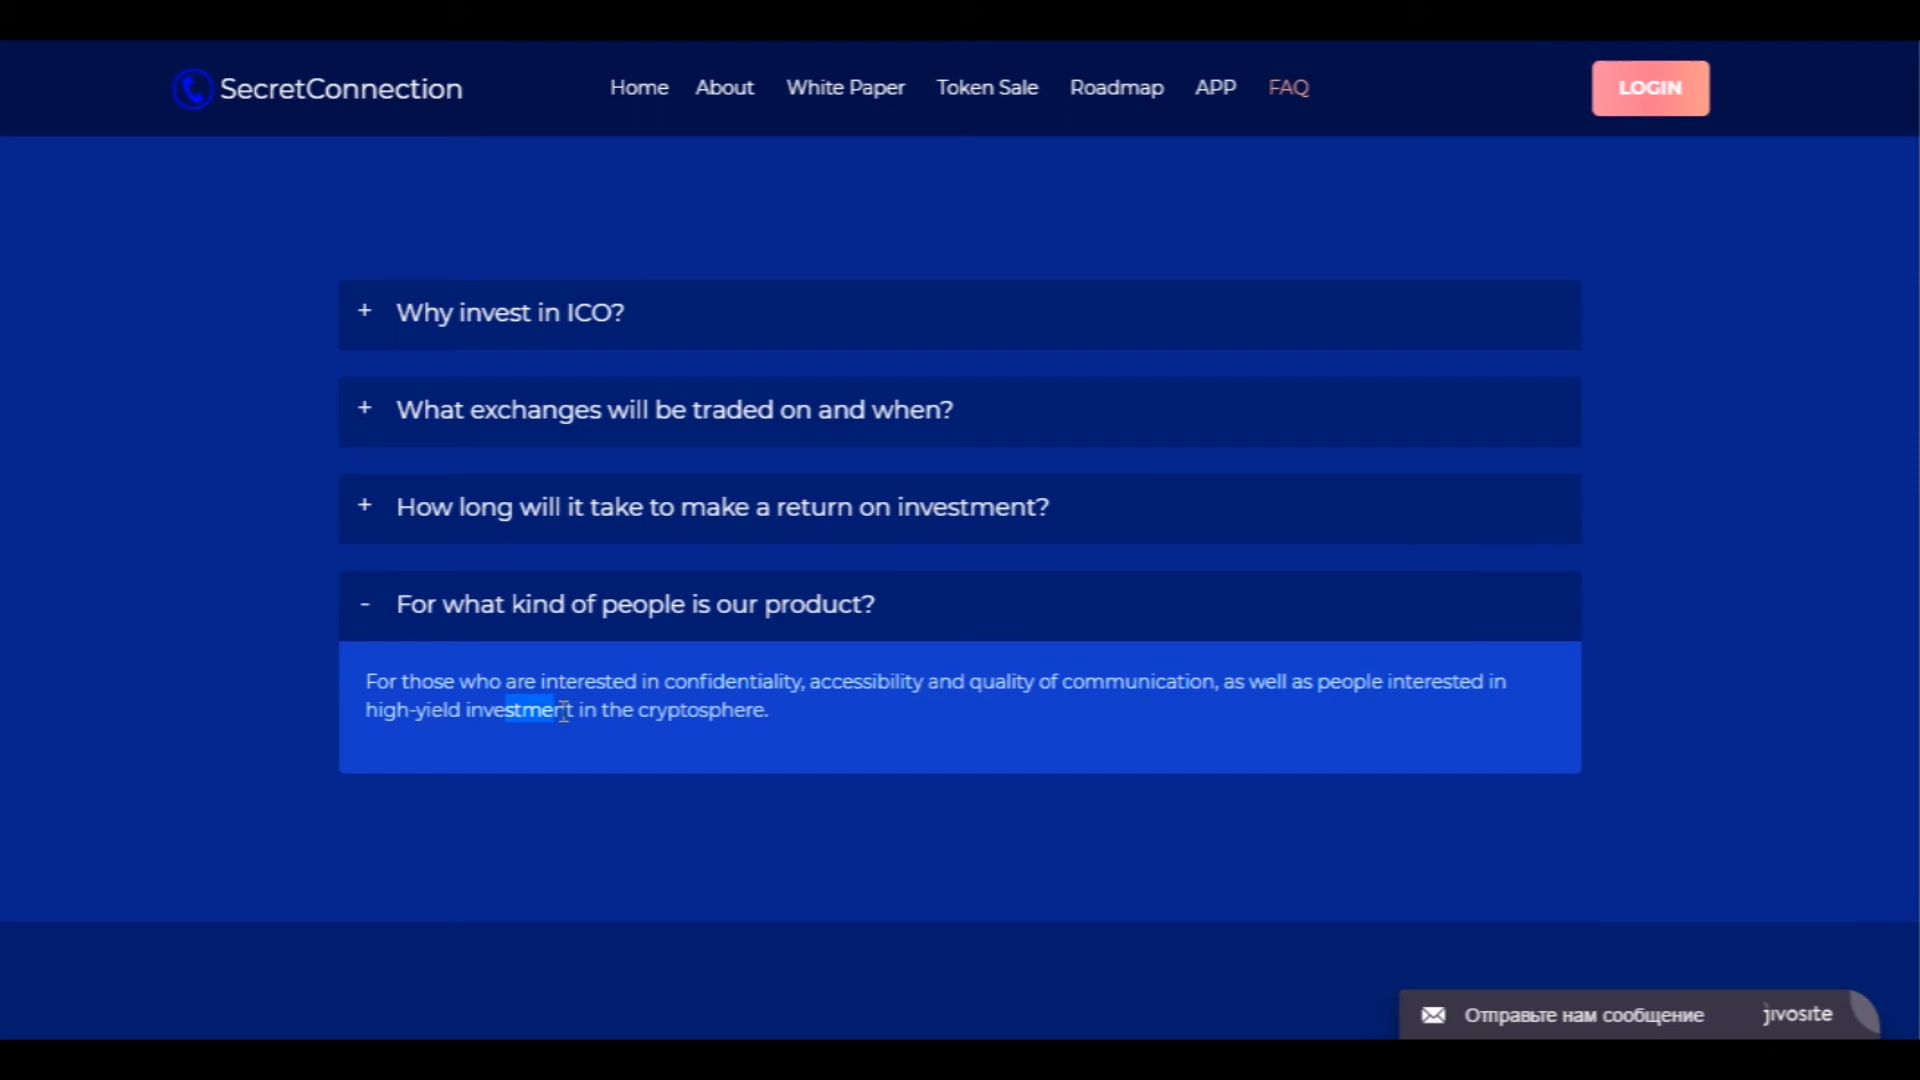 SecretConnection
Home About White Paper Token Sale Roadmap APP FAQ
LOGIN
+ Why invest in ICO?
+ What exchanges will be traded on and when?
+ How long will it take to make a return on investment?
- For what kind of people is our product?
For those who are interested in confidentiality, accessibility and quality of communication, as well as people interested in
high-yield investment in the cryptosphere.
Отправьте нам сообщение jivosite